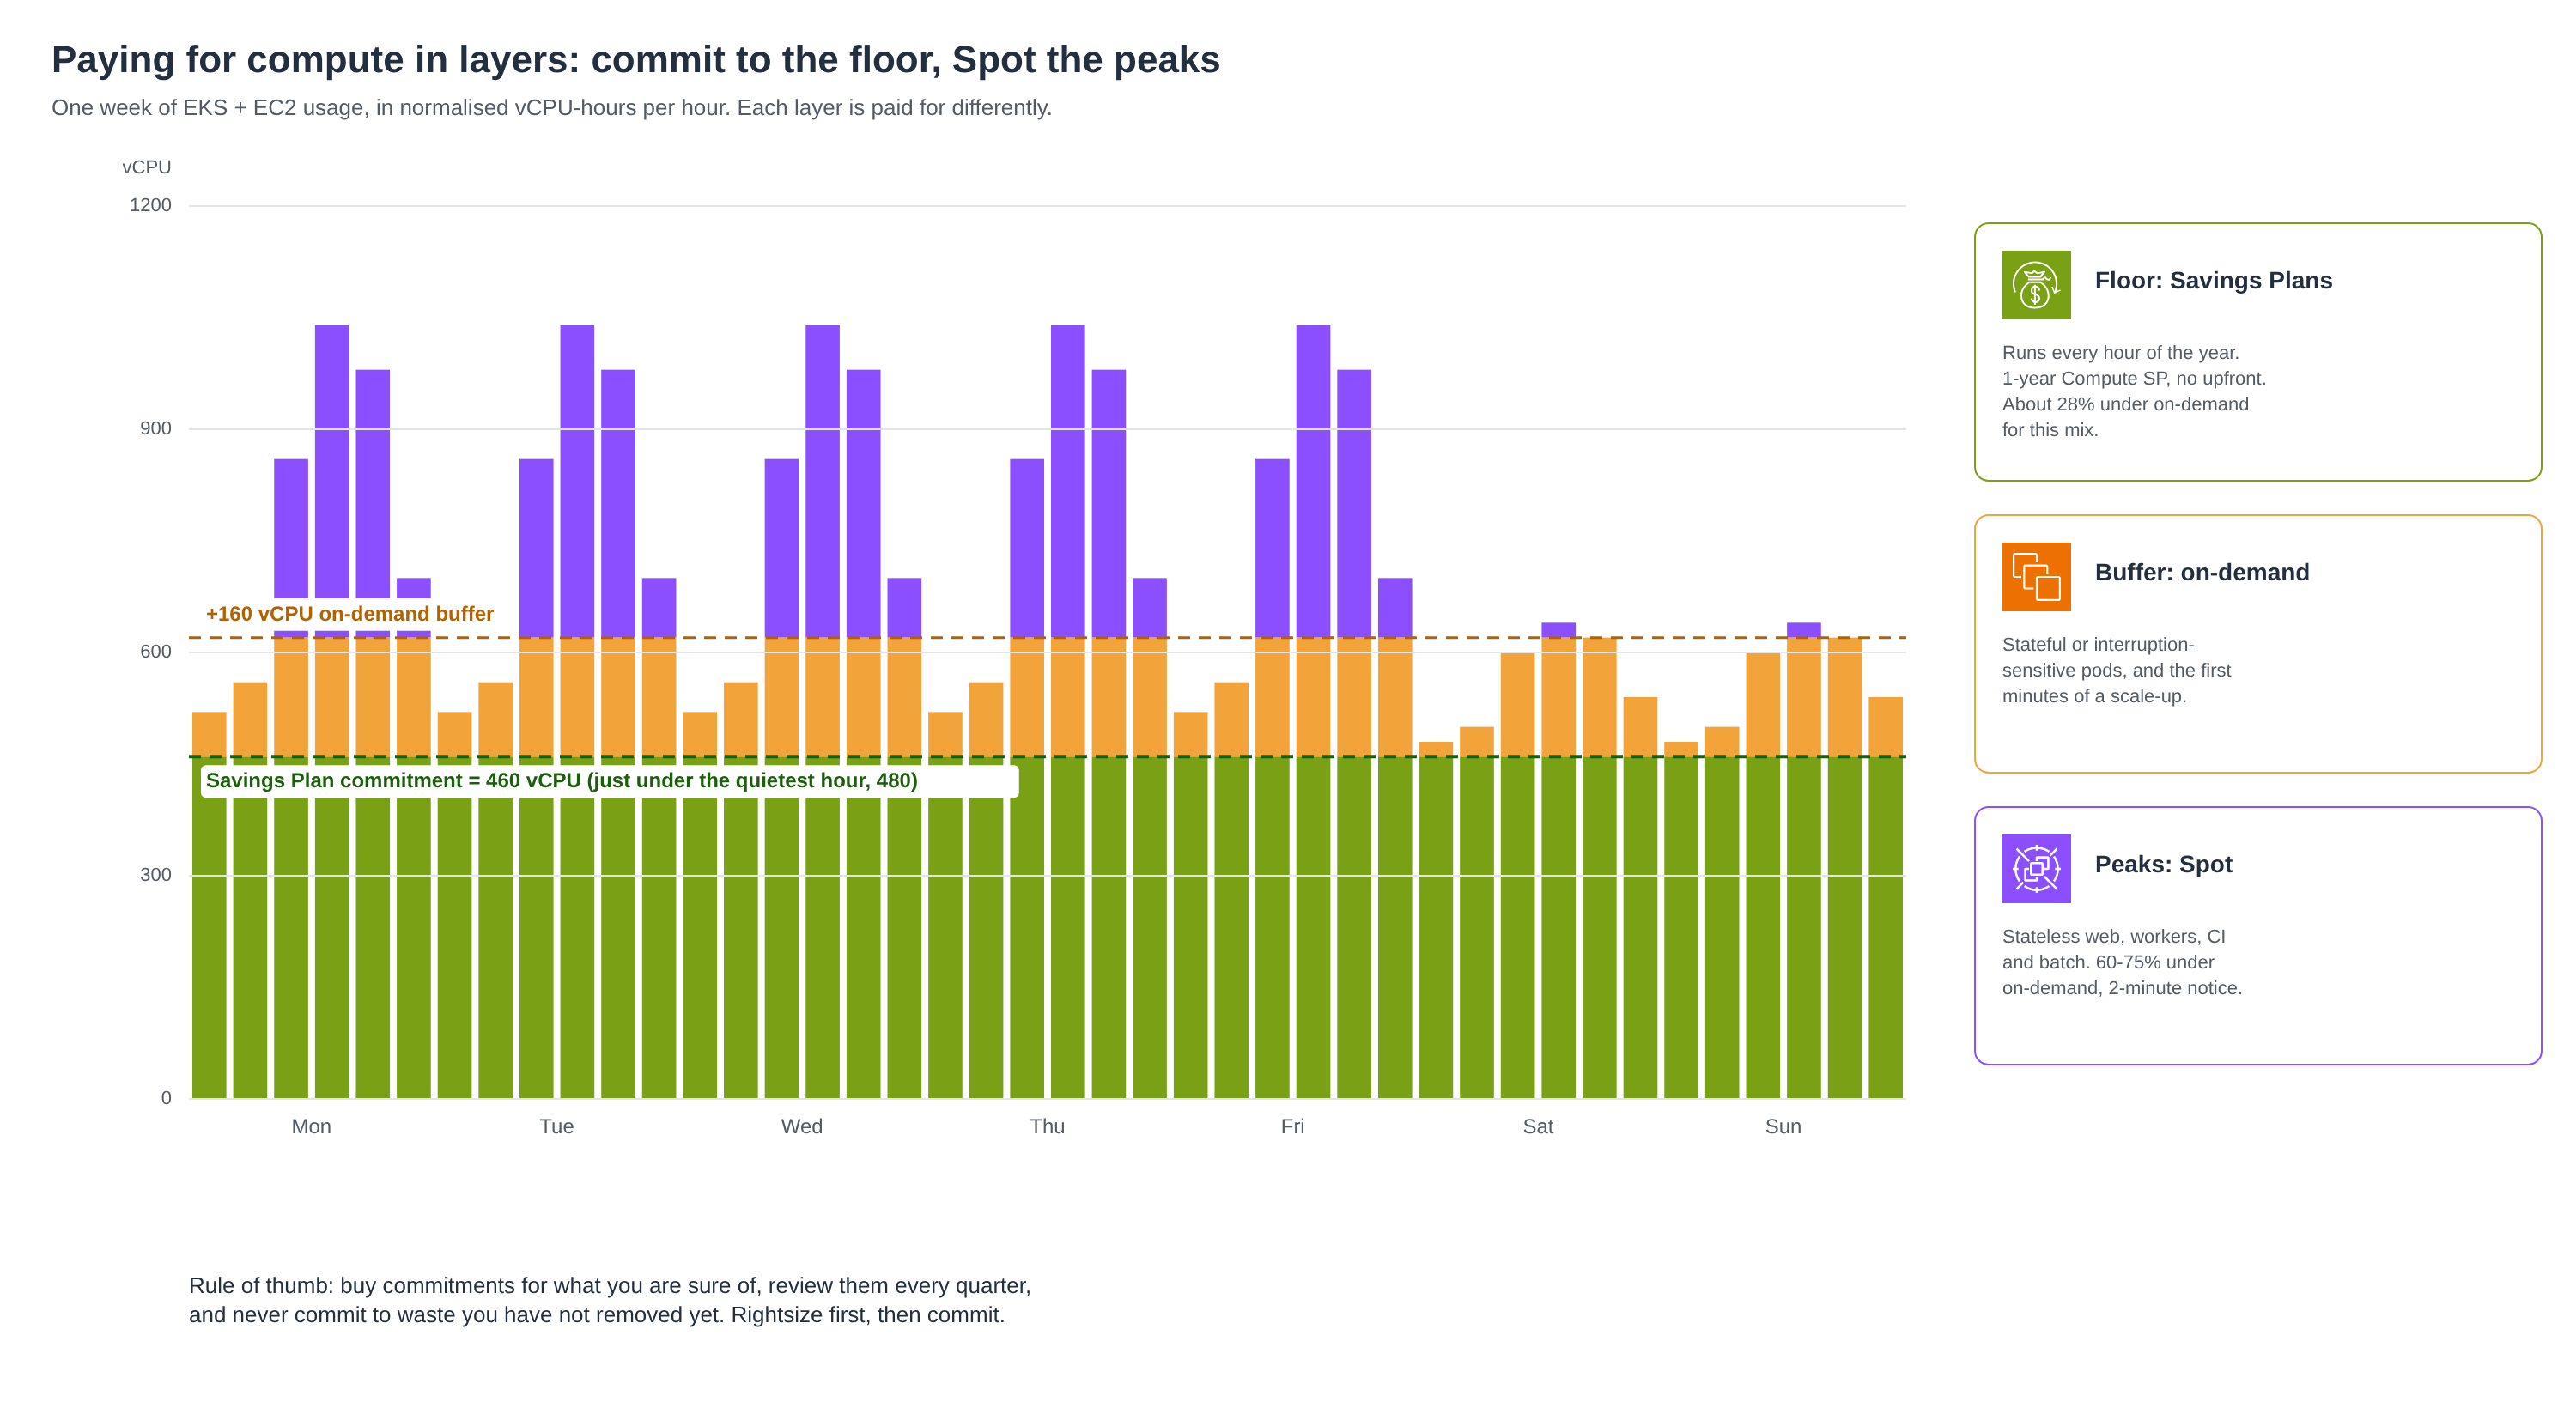 Paying for compute in layers: commit to the floor, Spot the peaks
One week of EKS + EC2 usage, in normalised vCPU-hours per hour. Each layer is paid for differently.
vCPU
1200
900
600
300
0
+160 vCPU on-demand buffer
Savings Plan commitment = 460 vCPU (just under the quietest hour, 480)
Mon
Tue
Wed
Thu
Fri
Sat
Sun
Floor: Savings Plans
Runs every hour of the year.
1-year Compute SP, no upfront.
About 28% under on-demand
for this mix.
Buffer: on-demand
Stateful or interruption-
sensitive pods, and the first
minutes of a scale-up.
Peaks: Spot
Stateless web, workers, CI
and batch. 60-75% under
on-demand, 2-minute notice.
Rule of thumb: buy commitments for what you are sure of, review them every quarter,
and never commit to waste you have not removed yet. Rightsize first, then commit.